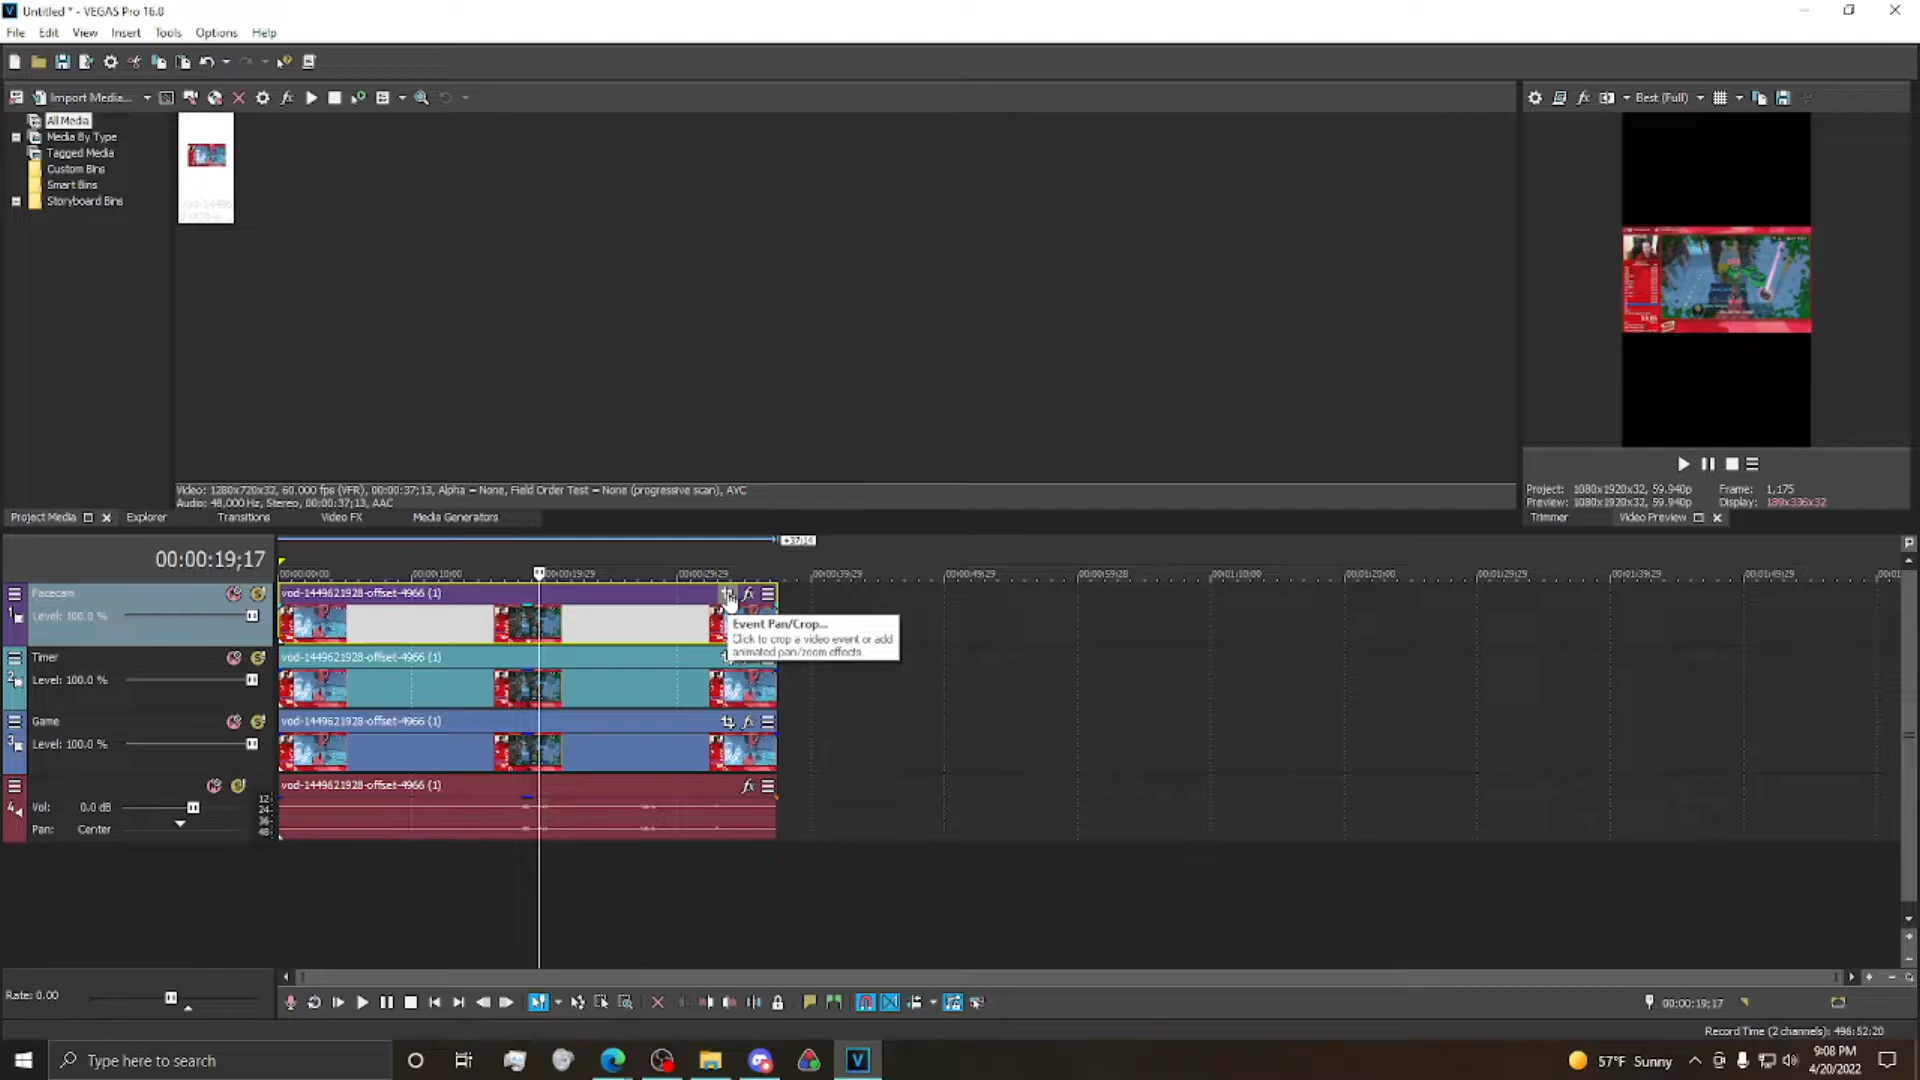 Untitled * - VEGAS Pro 16.0
File Edit View Insert Tools Options Help
Import Media...
Best (Full)
All Media
Media By Type
Tagged Media
Custom Bins
Smart Bins
Storyboard Bins
Video: 1280x720x32, 60.000 fps (VFR), 00:00:37;13, Alpha = None, Field Order Test = None (progressive scan), AVC
Audio: 48,000 Hz, Stereo, 00:00:37;13, AAC
Project: 1080x1920x32, 59.940p Frame: 1,175
Preview: 1080x1920x32, 59.940p Display: 189x336x32
Project Media Explorer Transitions Video FX Media Generators
Trimmer Video Preview
00:00:19;17
+37;14
00:00:00;00 00:00:10;00 00:00:19;29 00:00:29;29 00:00:39;29 00:00:49;29 00:00:59;28 00:01:10;00 00:01:20;00 00:01:29;29 00:01:39;29 00:01:49;29 00:01
1 Facecam
Level: 100.0 %
vod-1449621928-offset-4966 (1)
Event Pan/Crop...
Click to crop a video event or add
animated pan/zoom effects.
2 Timer
Level: 100.0 %
vod-1449621928-offset-4966 (1)
3 Game
Level: 100.0 %
vod-1449621928-offset-4966 (1)
4
vod-1449621928-offset-4966 (1)
Vol: 0.0 dB
Pan: Center
12
24
36
48
Rate: 0.00
00:00:19;17
Record Time (2 channels): 496:52:20
Type here to search
57°F Sunny
9:08 PM
4/20/2022